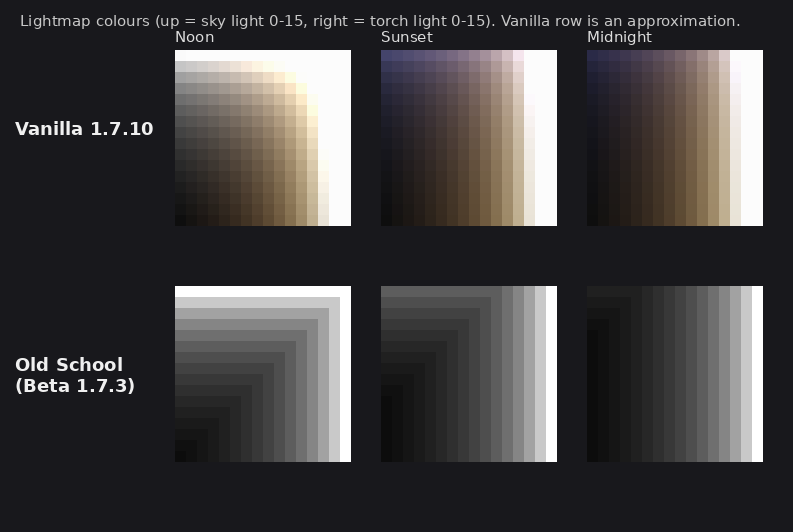 Lightmap colours (up = sky light 0-15, right = torch light 0-15). Vanilla row is an approximation.
Noon
Sunset
Midnight
Vanilla 1.7.10
Old School
(Beta 1.7.3)